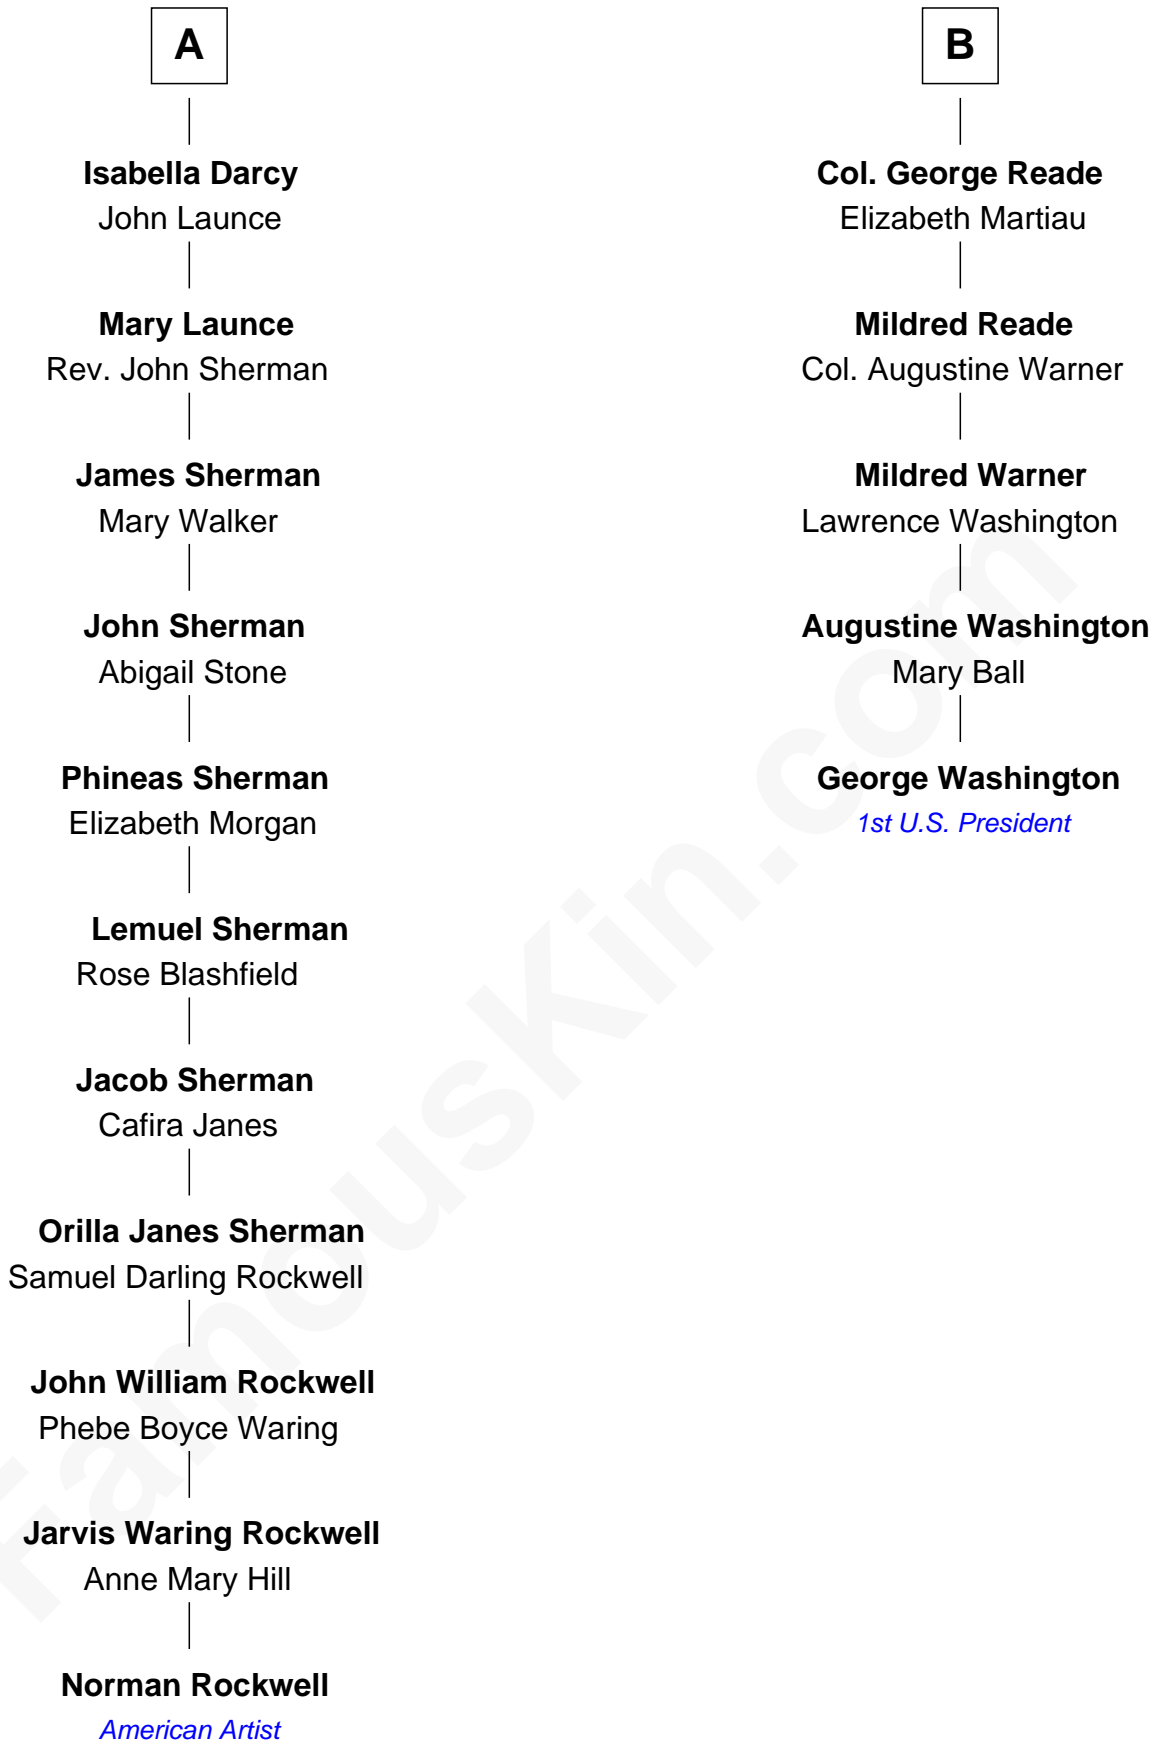 A
Isabella Darcy
John Launce
Mary Launce
Rev. John Sherman
James Sherman
Mary Walker
John Sherman
Abigail Stone
Phineas Sherman
Elizabeth Morgan
Lemuel Sherman
Rose Blashfield
Jacob Sherman
Cafira Janes
Orilla Janes Sherman
Samuel Darling Rockwell
John William Rockwell
Phebe Boyce Waring
Jarvis Waring Rockwell
Anne Mary Hill
Norman Rockwell
American Artist
B
Col. George Reade
Elizabeth Martiau
Mildred Reade
Col. Augustine Warner
Mildred Warner
Lawrence Washington
Augustine Washington
Mary Ball
George Washington
1st U.S. President
FamousKin.com